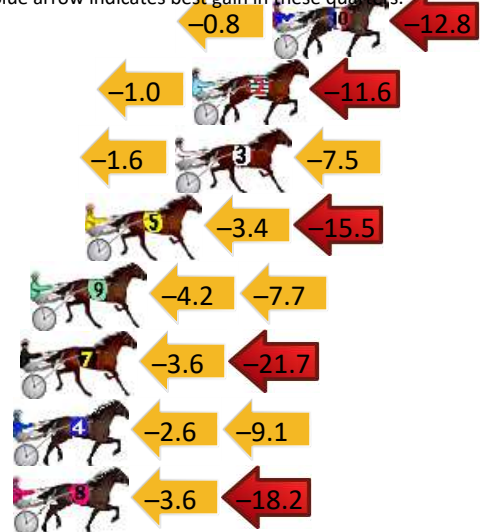 blue arrow indicates best gain in these quarters.
–0.8 10 –12.8
–1.0 –11.6
–1.6 3 –7.5
5 –3.4 –15.5
9 –4.2 –7.7
7 –3.6 –21.7
4 –2.6 –9.1
8 –3.6 –18.2